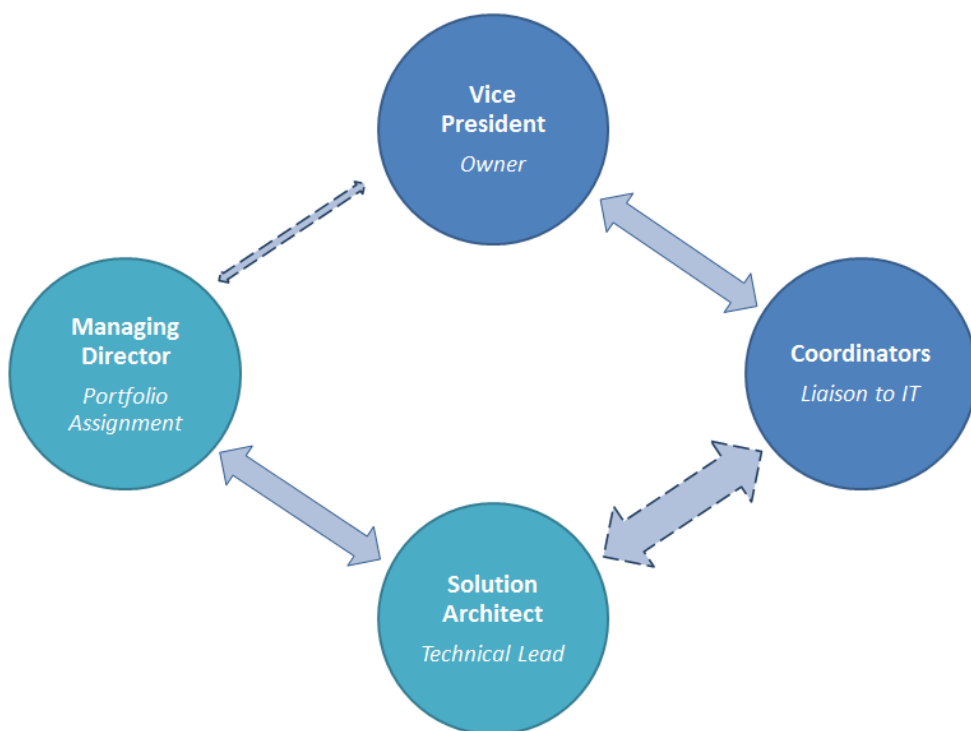 Vice
President
Owner
Managing
Director
Portfolio
Assignment
Coordinators
Liaison to IT
Solution
Architect
Technical Lead